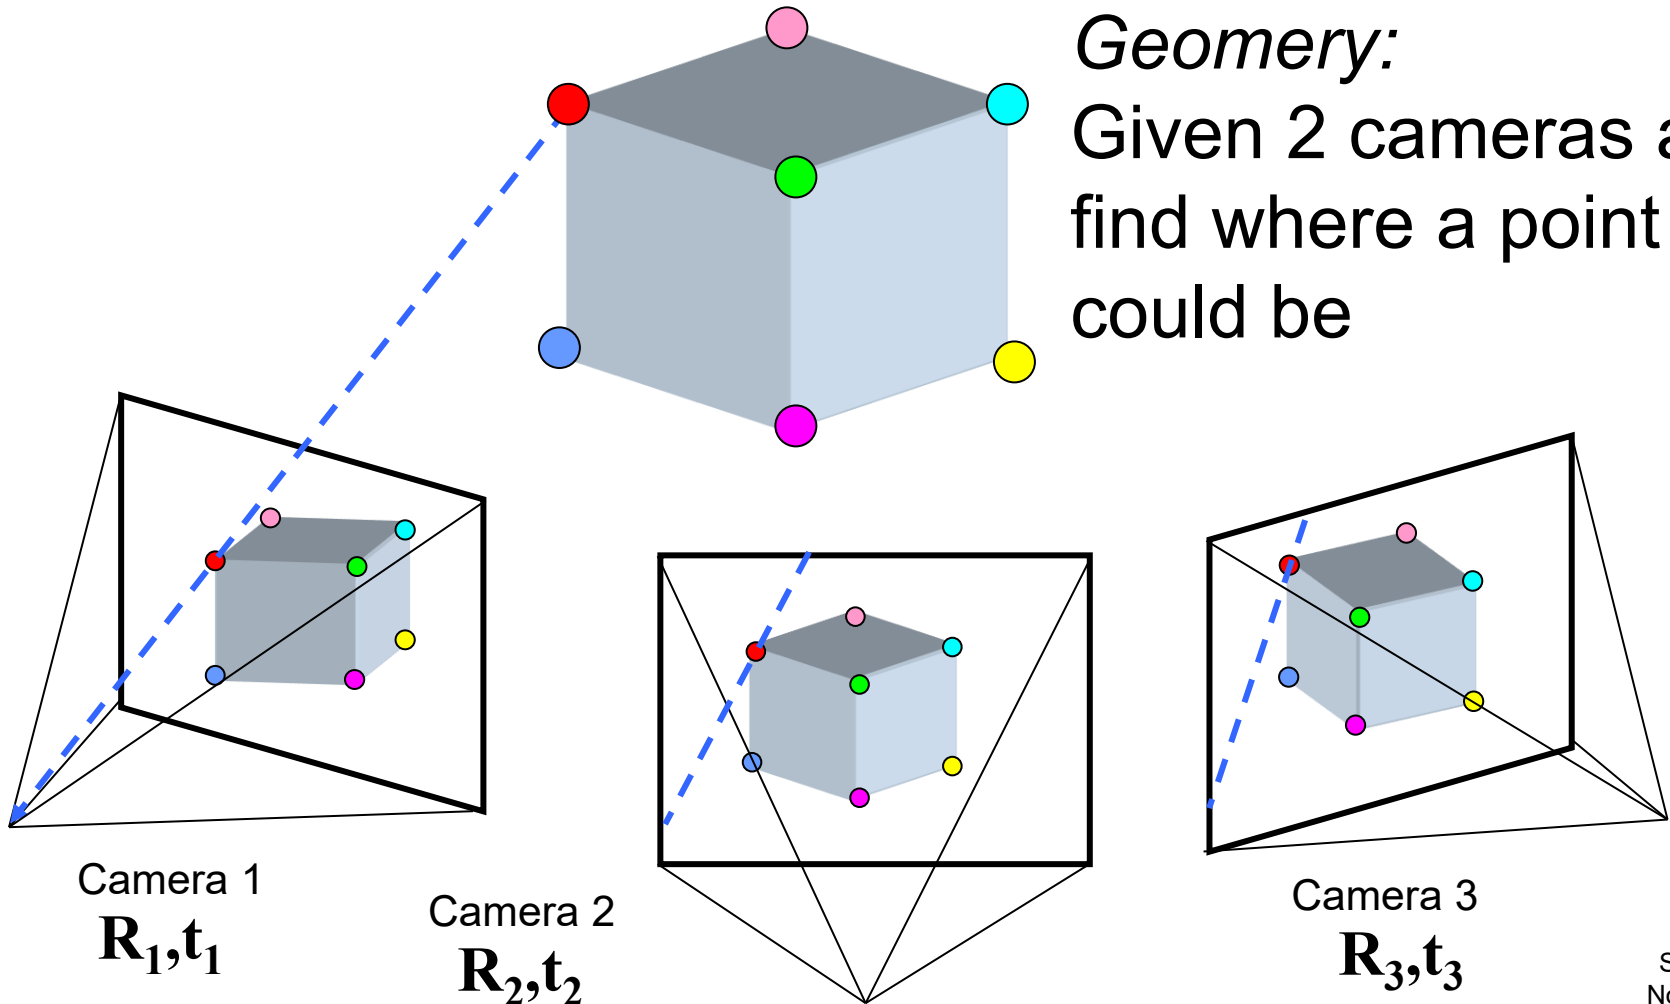 Geomery:
Given 2 cameras a
find where a point
could be
Camera 1
R₁,t₁
Camera 2
R₂,t₂
Camera 3
R₃,t₃
S
No